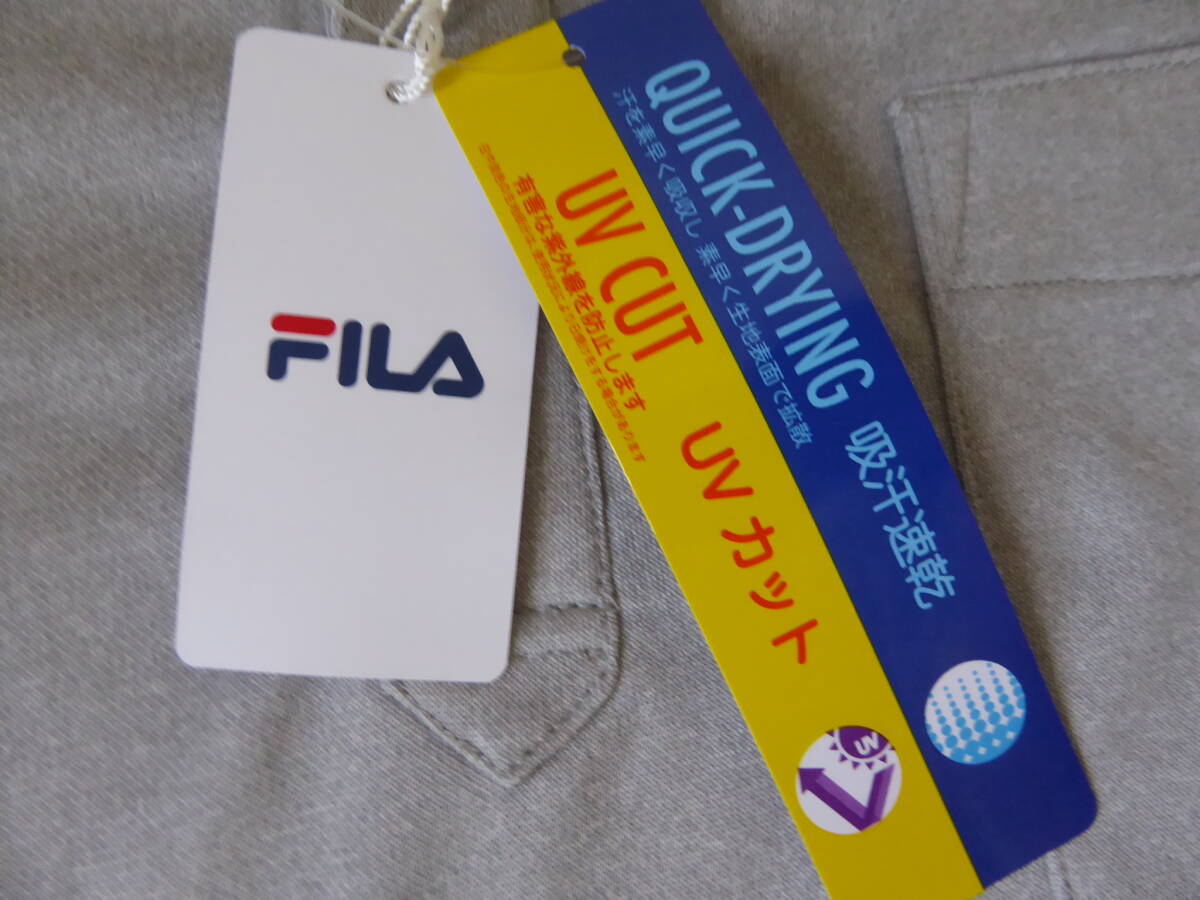 FILA
QUICK-DRYING 吸汗速乾
汗を素早く吸収し 素早く生地表面で拡散
UV CUT UVカット
有害な紫外線を防止します
UV